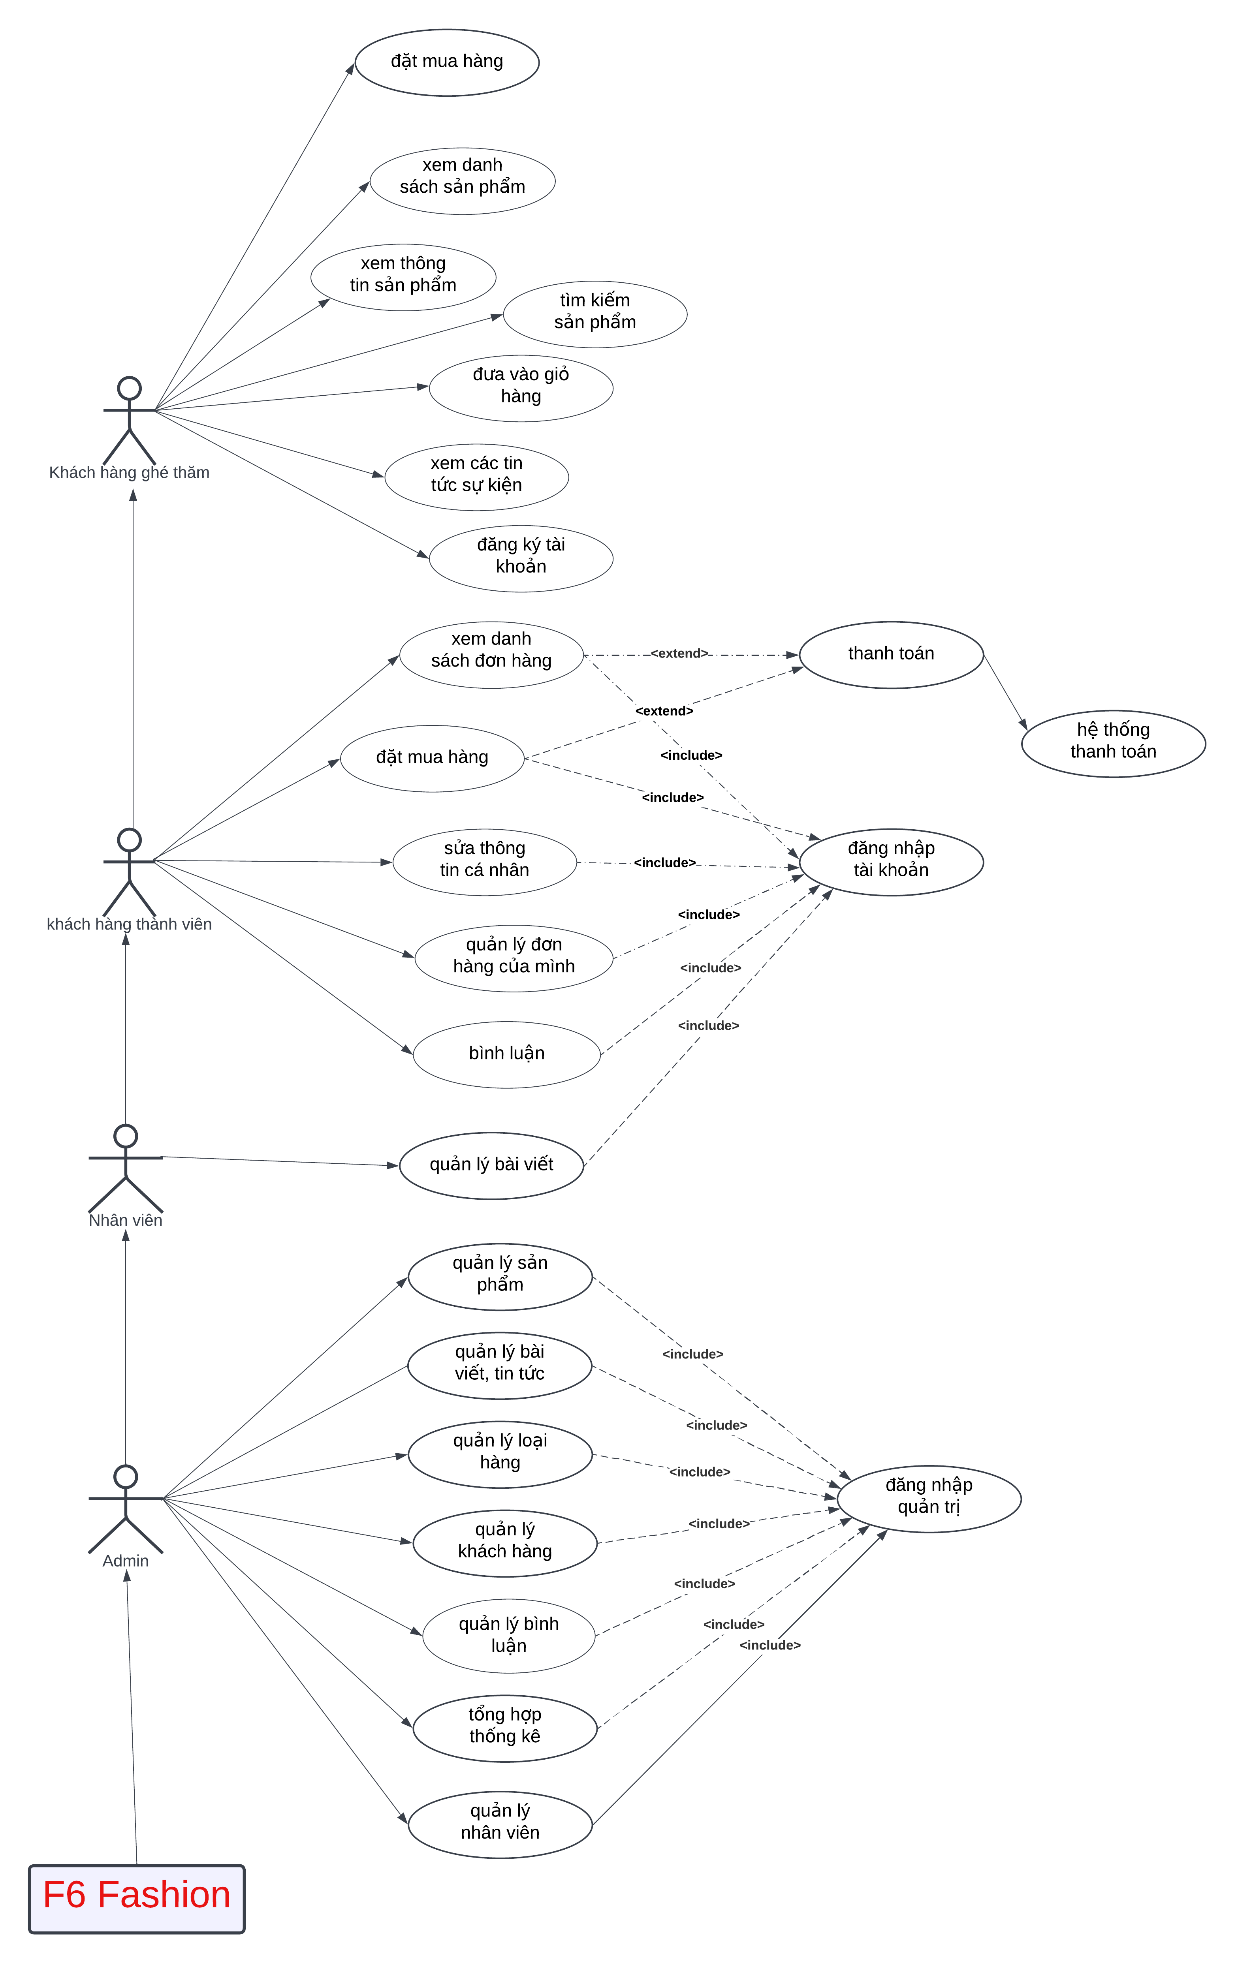 đặt mua hàng
xem danh
sách sản phẩm
xem thông
tin sản phẩm
tìm kiếm
sản phẩm
đưa vào giỏ
hàng
Khách hàng ghé thăm
xem các tin
tức sự kiện
đăng ký tài
khoản
xem danh
sách đơn hàng
<extend>
thanh toán
<extend>
hệ thống
thanh toán
đặt mua hàng
<include>
<include>
sửa thông
tin cá nhân
<include>
đăng nhập
tài khoản
khách hàng thành viên
<include>
quản lý đơn
hàng của mình
<include>
<include>
bình luận
quản lý bài viết
Nhân viên
quản lý sản
phẩm
<include>
quản lý bài
viết, tin tức
<include>
quản lý loại
hàng
<include>
đăng nhập
quản trị
quản lý
khách hàng
<include>
Admin
<include>
quản lý bình
luận
<include>
<include>
tổng hợp
thống kê
quản lý
nhân viên
F6 Fashion